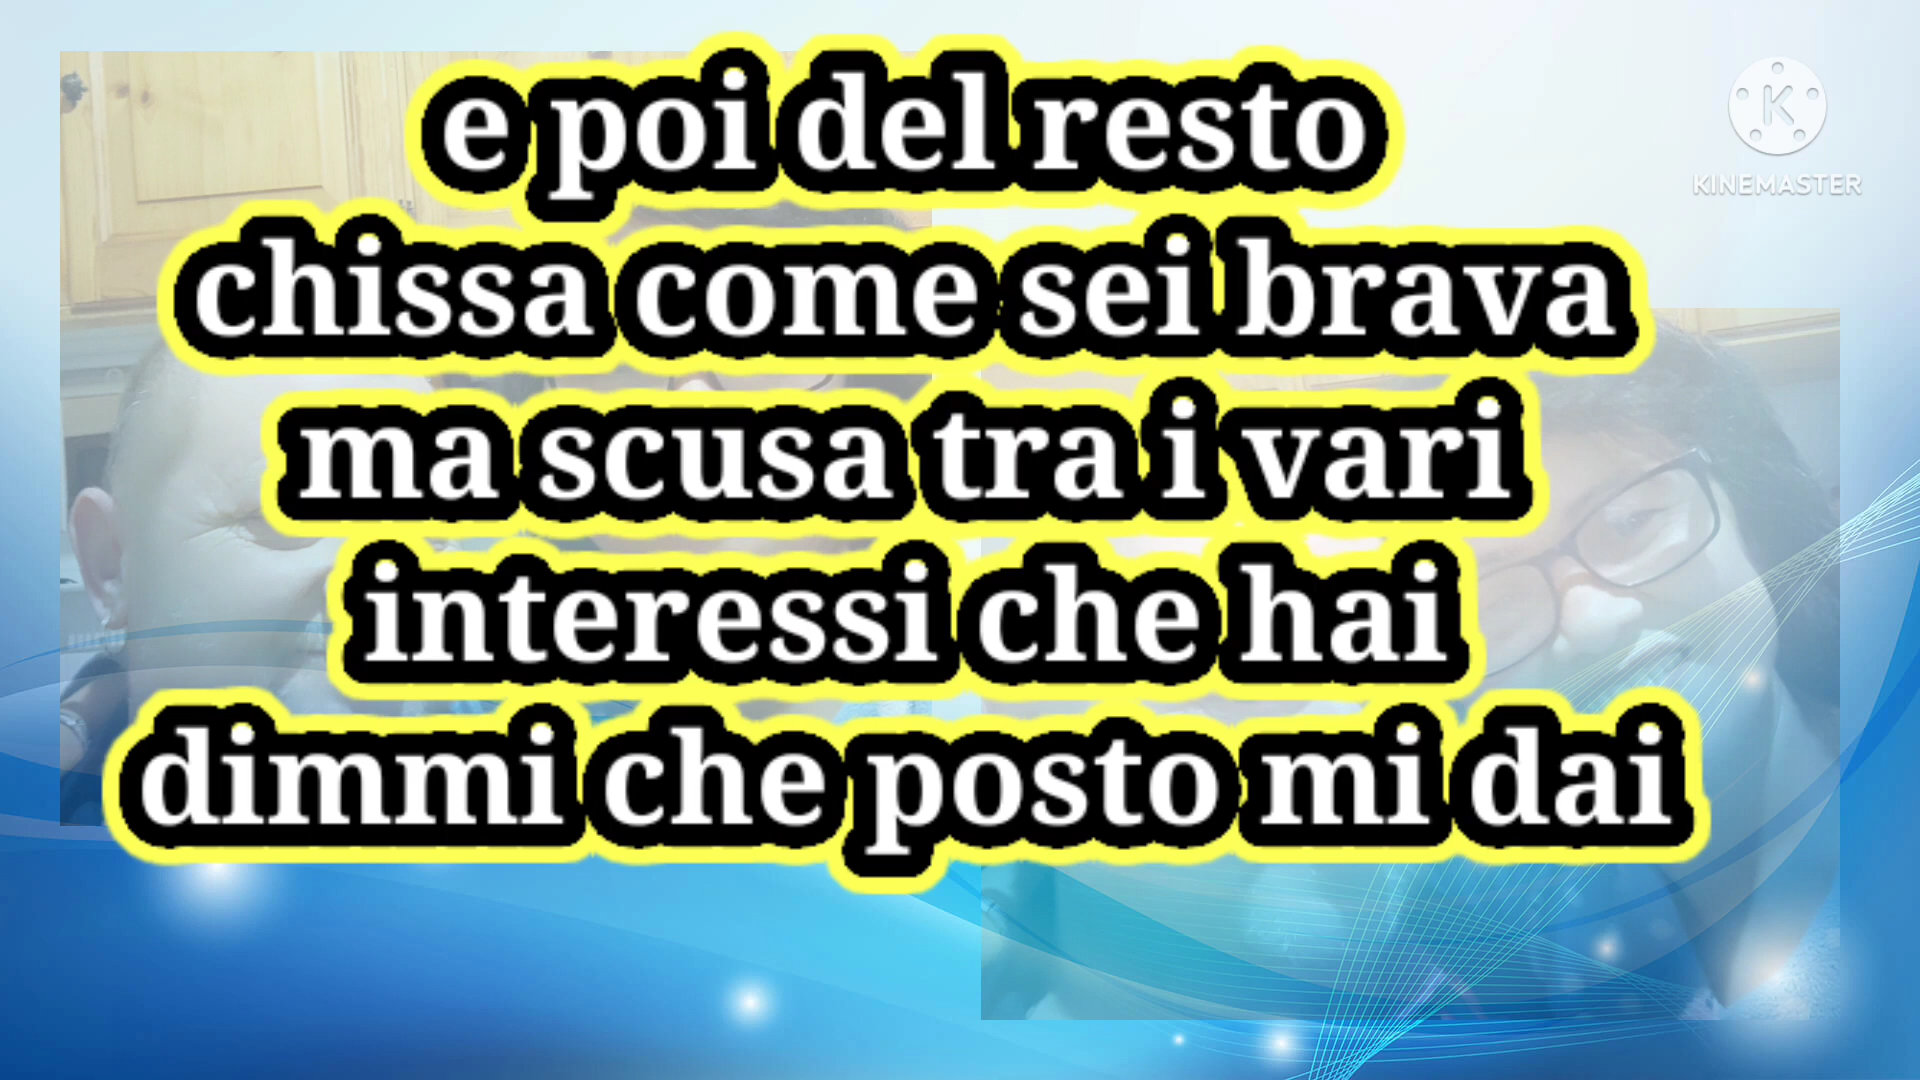 e poi del resto
chissa come sei brava
ma scusa tra i vari
interessi che hai
dimmi che posto mi dai
K
KINEMASTER